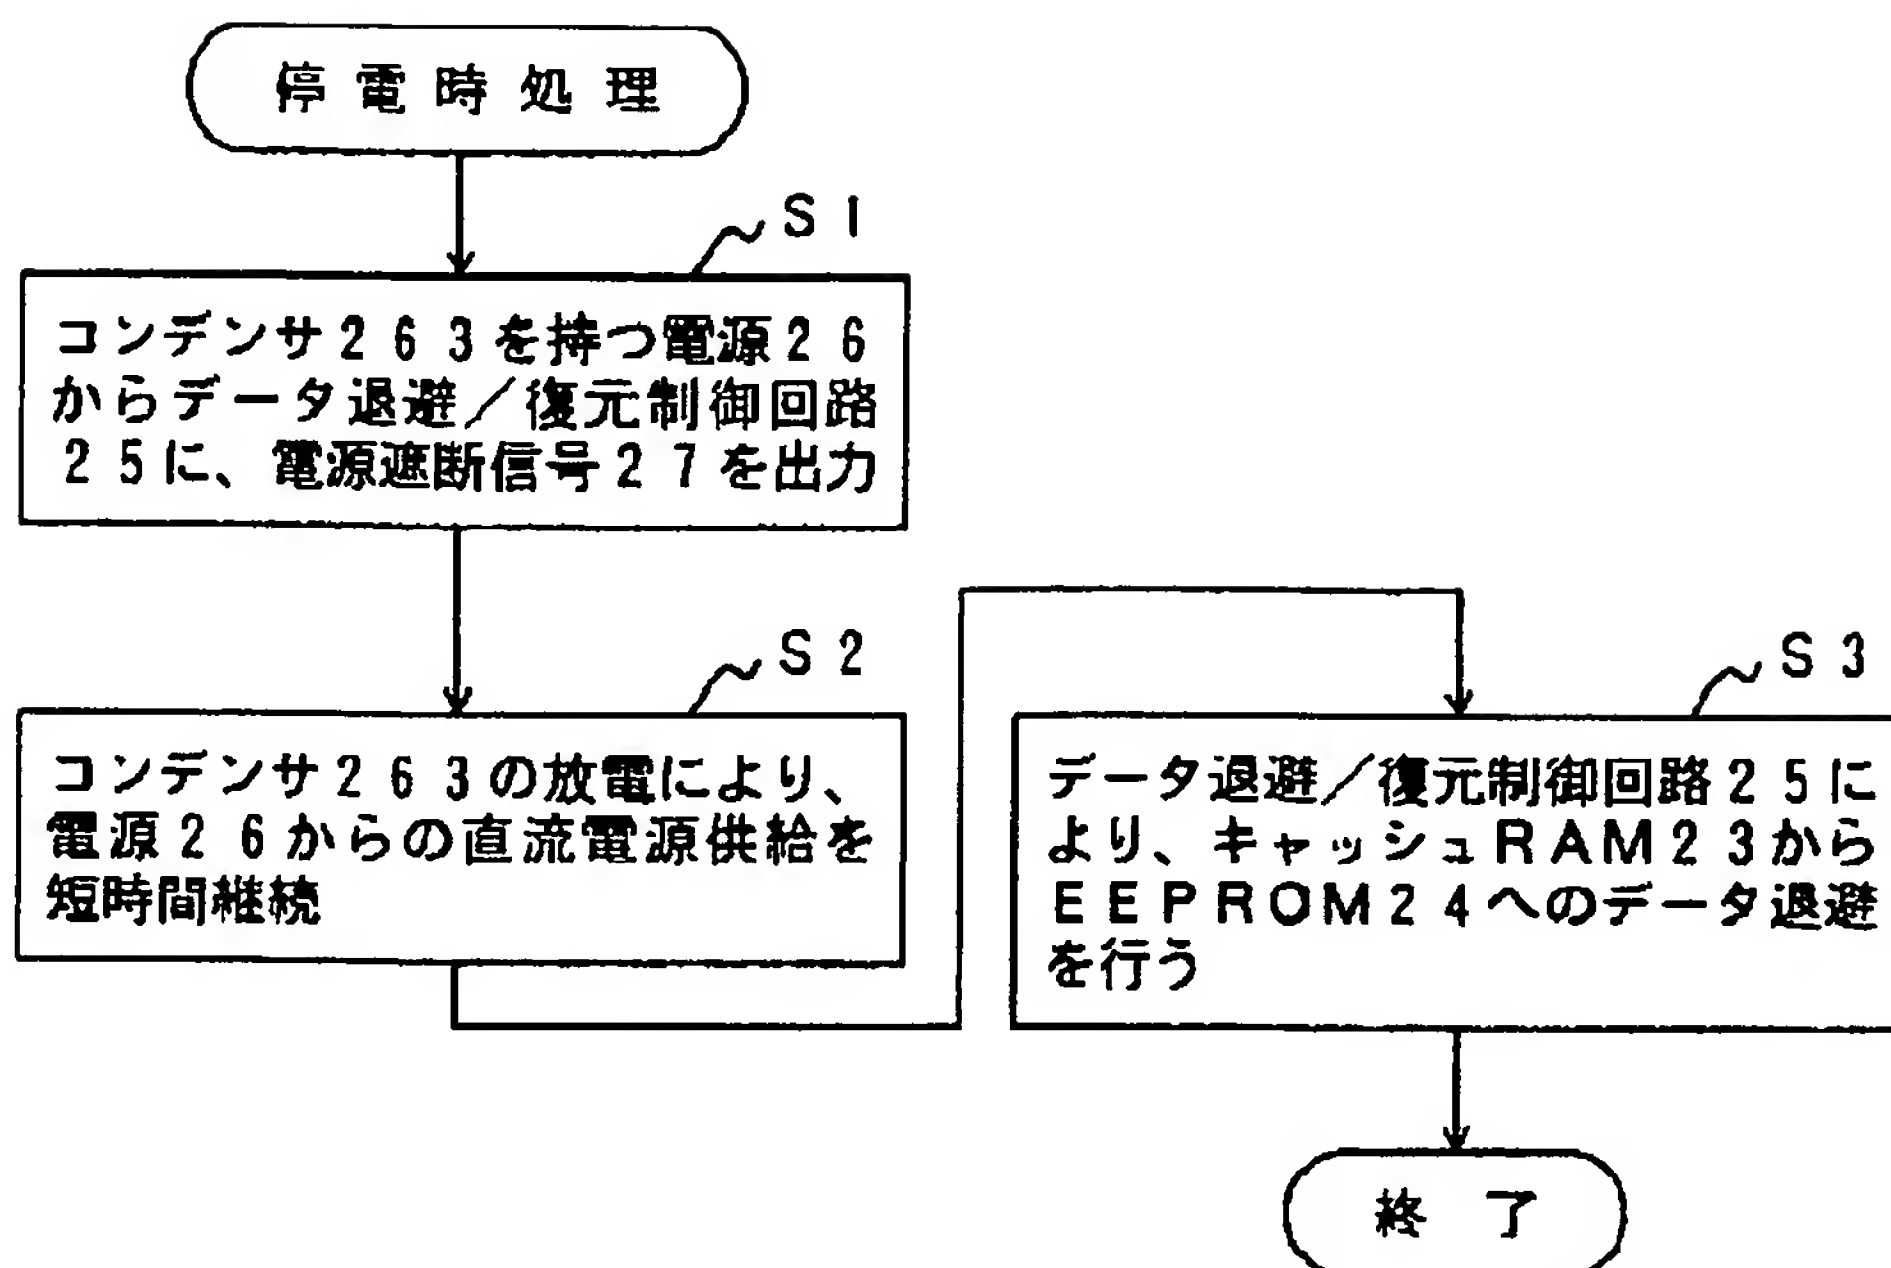 停電時処理
S1
コンデンサ263を持つ電源26
からデータ退避／復元制御回路
25に、電源遮断信号27を出力
S2
コンデンサ263の放電により、
電源26からの直流電源供給を
短時間継続
S3
データ退避／復元制御回路25に
より、キャッシュRAM23から
EEPROM24へのデータ退避
を行う
終了